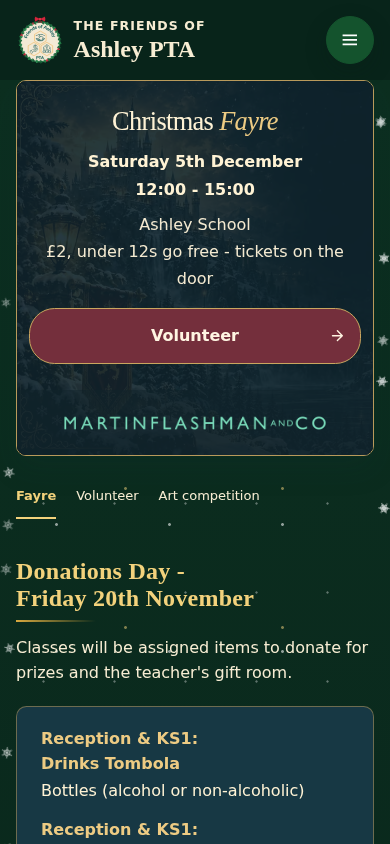 THE FRIENDS OF
Ashley PTA
Christmas Fayre
Saturday 5th December
12:00 - 15:00
Ashley School
£2, under 12s go free - tickets on the
door
Volunteer
MARTINFLASHMANANDCO
Fayre
Volunteer
Art competition
Donations Day -
Friday 20th November
Classes will be assigned items to donate for
prizes and the teacher's gift room.
Reception & KS1:
Drinks Tombola
Bottles (alcohol or non-alcoholic)
Reception & KS1: